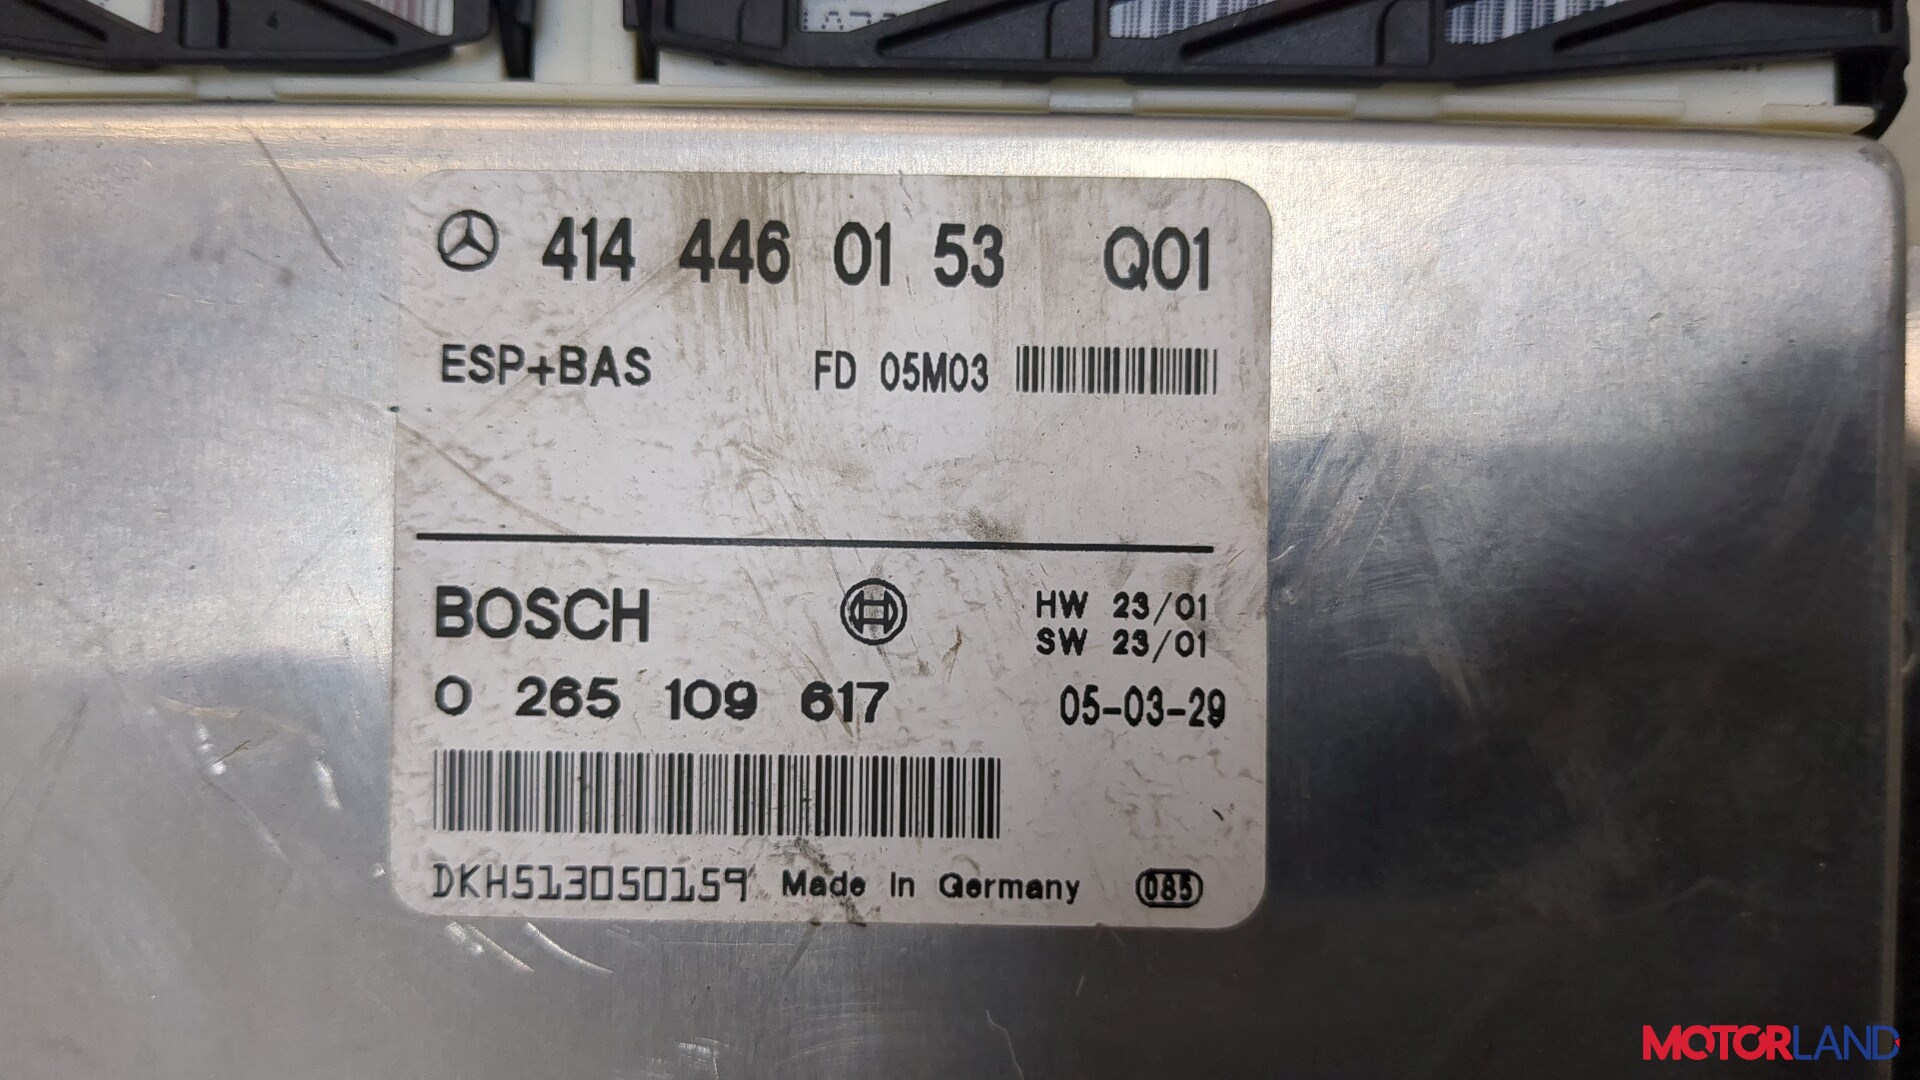 414 446 01 53 Q01
ESP+BAS FD 05M03
BOSCH HW 23/01
SW 23/01
0 265 109 617 05-03-29
DKH513050159 Made In Germany 085
MOTORLAND